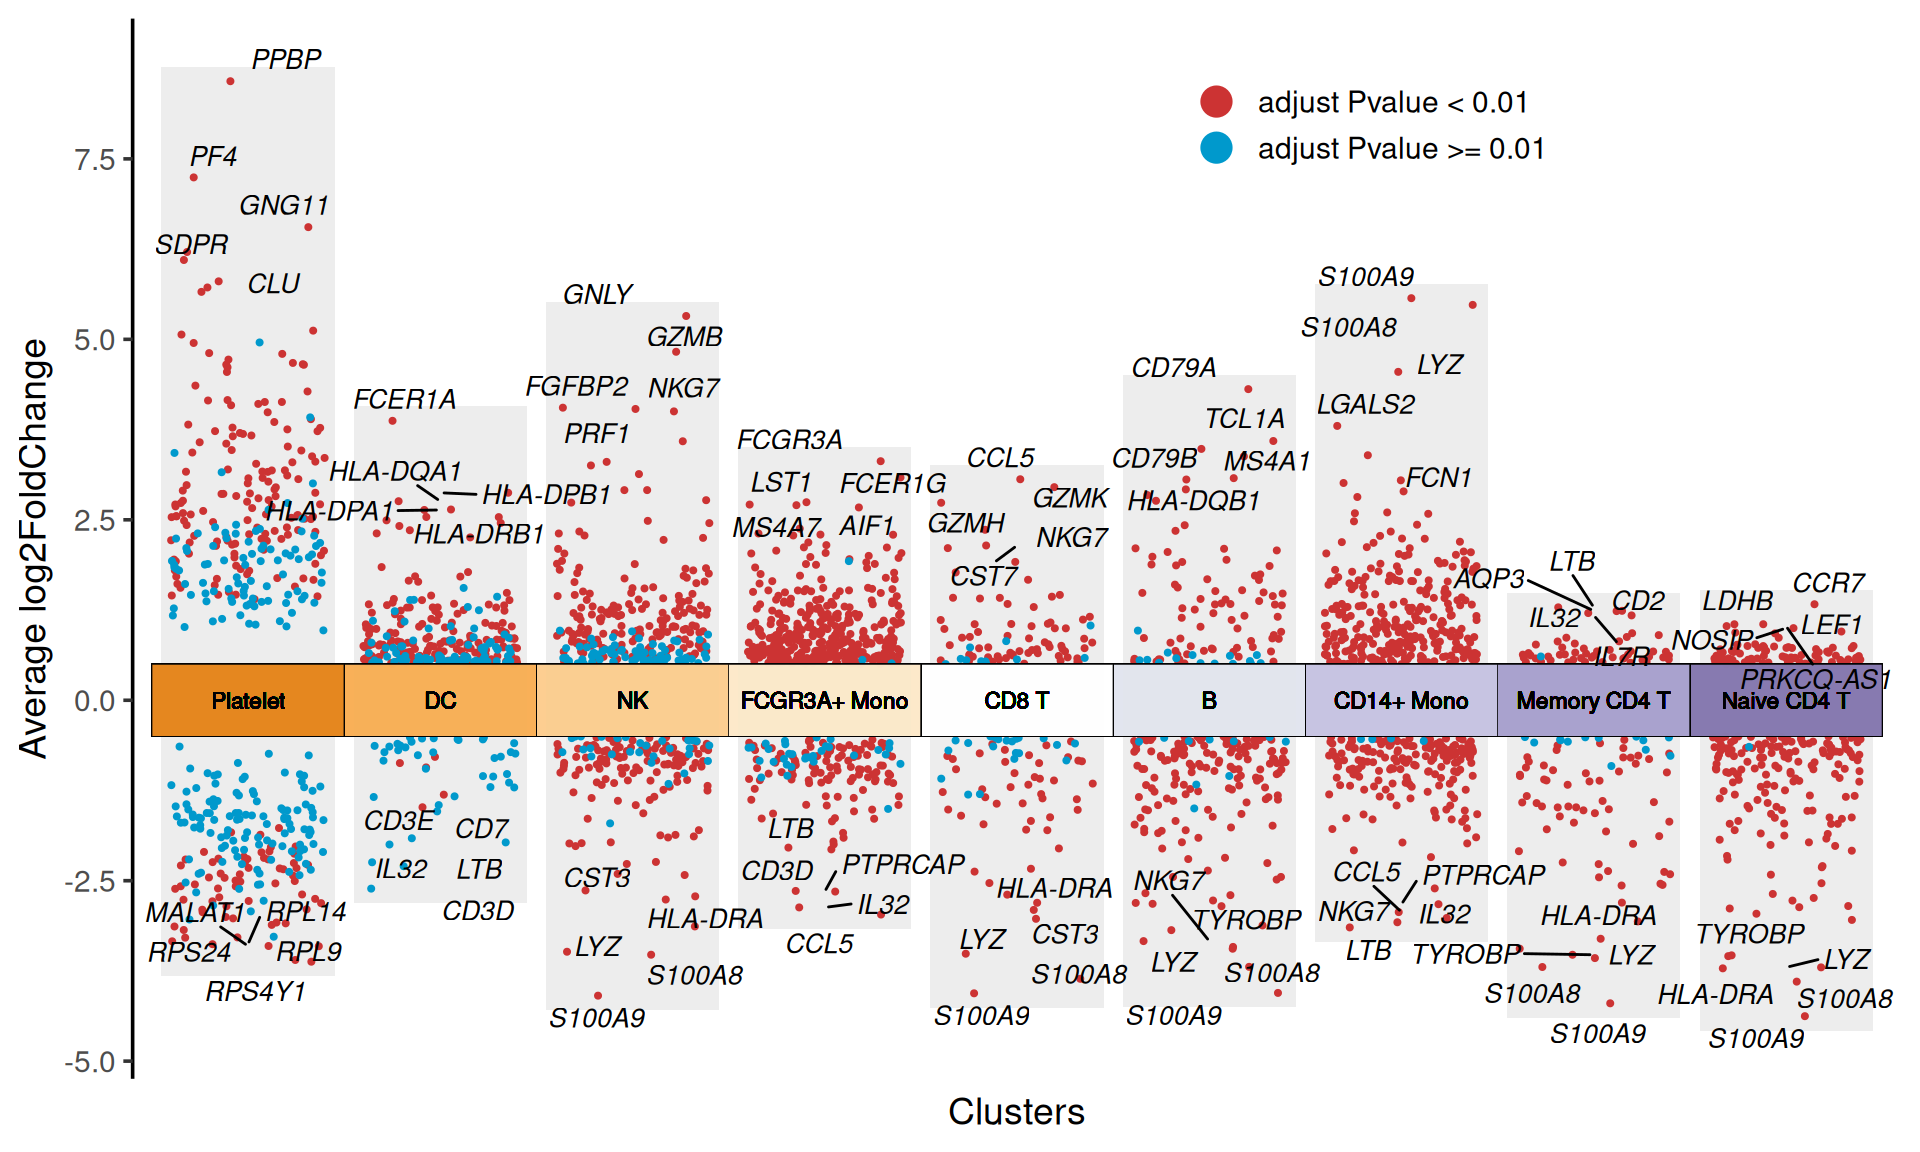 PPBP
adjust Pvalue < 0.01
adjust Pvalue >= 0.01
7.5
PF4
GNG11
SDPR
CLU
GNLY
S100A9
5.0
GZMB
S100A8
CD79A
LYZ
FCER1A
FGFBP2
NKG7
LGALS2
TCL1A
PRF1
FCGR3A
CCL5
CD79B
MS4A1
HLA-DQA1
LST1
FCER1G
FCN1
HLA-DPB1
GZMK
HLA-DQB1
2.5
HLA-DPA1
MS4A7
AIF1
GZMH
HLA-DRB1
NKG7
CST7
AQP3
LTB
CCR7
IL32
CD2
LDHB
LEF1
NOSIP
IL7R
PRKCQ-AS1
0.0
Platelet
DC
NK
FCGR3A+ Mono
CD8 T
B
CD14+ Mono
Memory CD4 T
Naive CD4 T
Average log2FoldChange
CD3E
CD7
LTB
-2.5
IL32
LTB
CST3
CD3D
PTPRCAP
HLA-DRA
NKG7
CCL5
PTPRCAP
MALAT1
RPL14
CD3D
HLA-DRA
IL32
TYROBP
NKG7
IL32
HLA-DRA
RPS24
RPL9
LYZ
CCL5
LYZ
CST3
LYZ
LTB
TYROBP
LYZ
TYROBP
LYZ
RPS4Y1
S100A8
S100A8
S100A8
S100A8
HLA-DRA
S100A8
S100A9
S100A9
S100A9
S100A9
S100A9
-5.0
Clusters